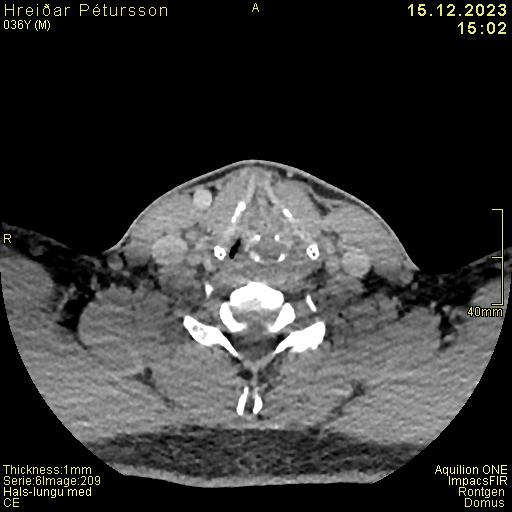 Hreiðar Pétursson
036Y (M)
A
15.12.2023
15:02
R
40mm
Thickness:1mm
Serie:6Image:209
Hals-lungu med
CE
Aquilion ONE
ImpacsFIR
Rontgen
Domus